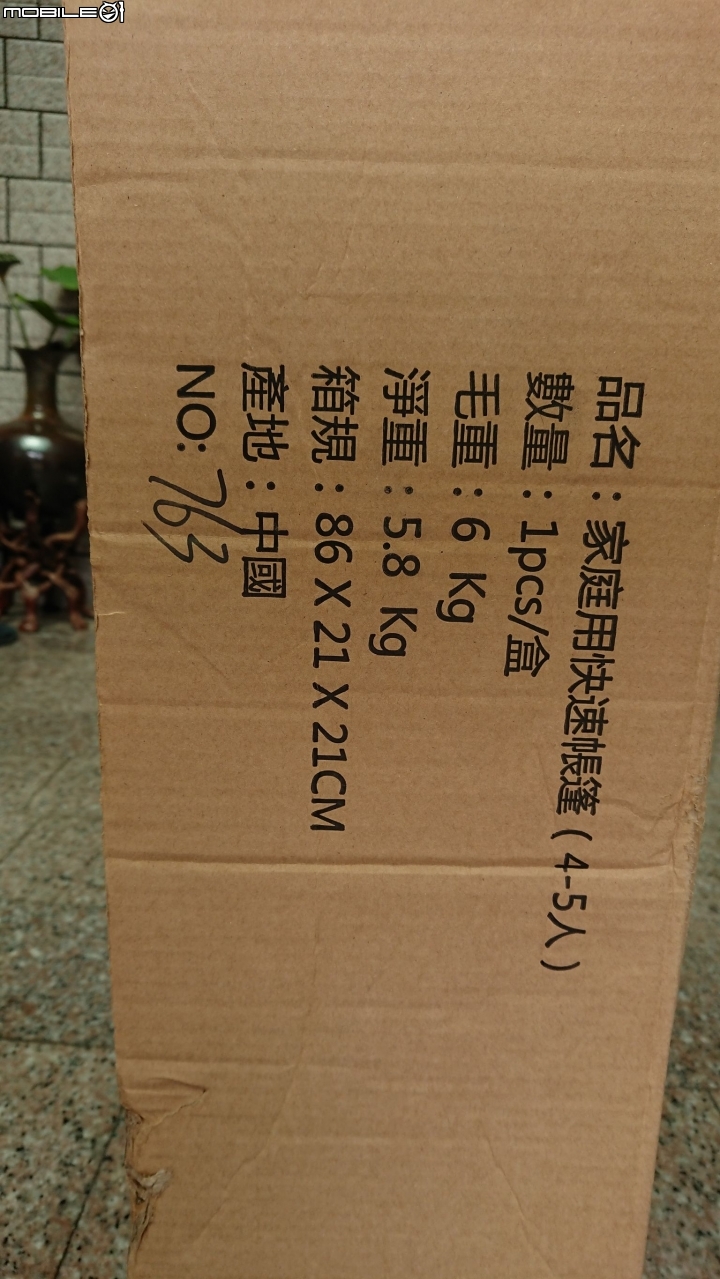 MOBILE01
品名：家庭用快速帳篷(4-5人)
數量：1pcs/盒
毛重：6 Kg
淨重：5.8 Kg
箱規：86 X 21 X 21CM
產地：中國
NO: 763